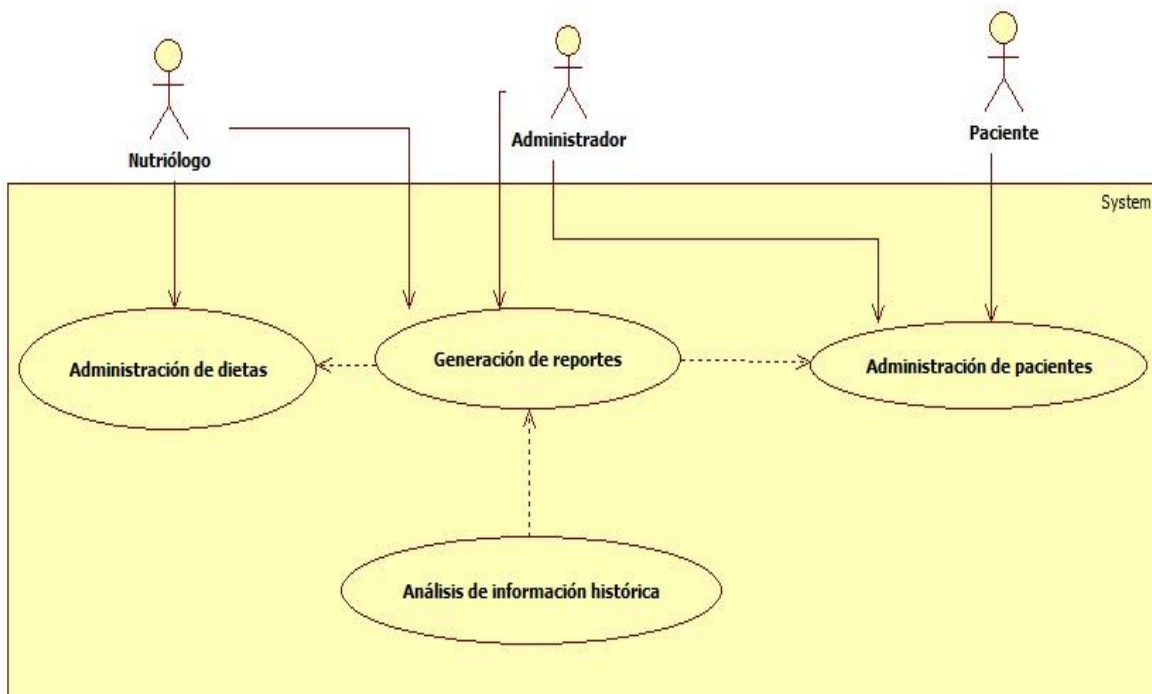 Nutriólogo
Administrador
Paciente
System
Administración de dietas
Generación de reportes
Administración de pacientes
Análisis de información histórica